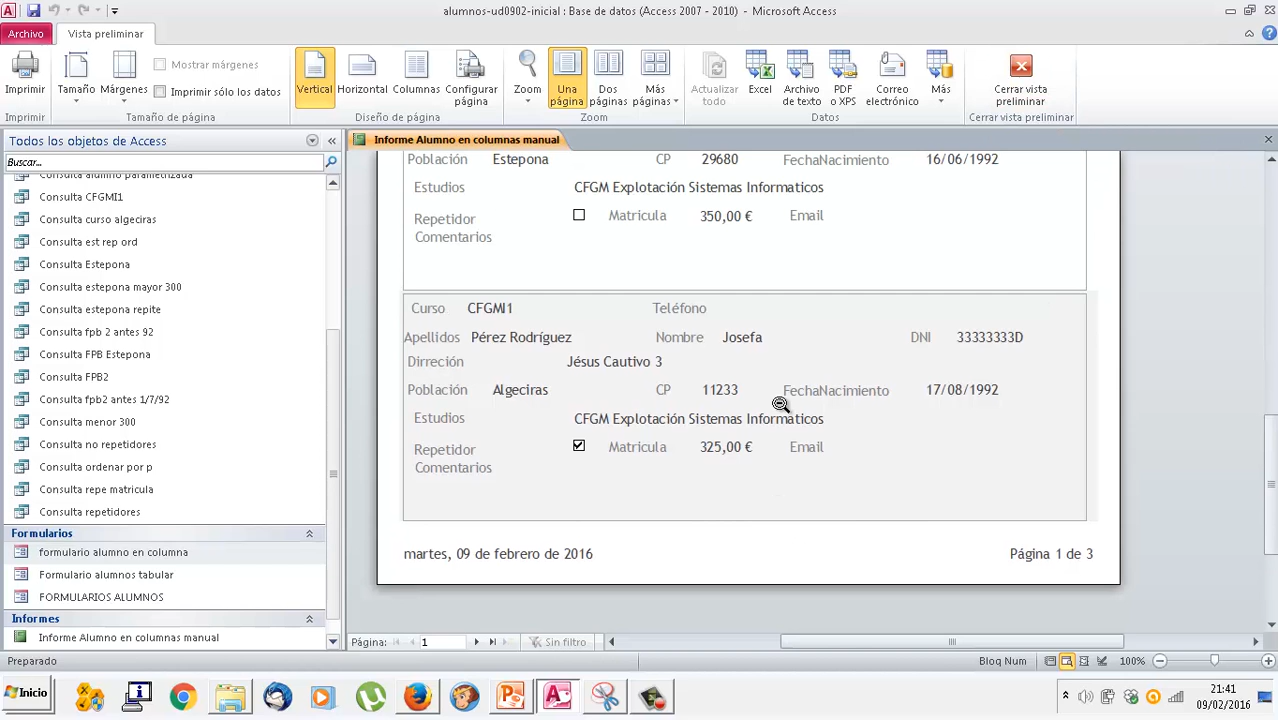 alumnos-ud0902-inicial : Base de datos (Access 2007 - 2010) - Microsoft Access
Archivo Vista preliminar
Imprimir Tamaño Márgenes Mostrar márgenes Imprimir sólo los datos Vertical Horizontal Columnas Configurar página Zoom Una página Dos páginas Más páginas Actualizar todo Excel Archivo de texto PDF o XPS Correo electrónico Más Cerrar vista preliminar
Imprimir Tamaño de página Diseño de página Zoom Datos Cerrar vista preliminar
Todos los objetos de Access
Buscar...
Consulta alumno parametrizada
Consulta CFGMI1
Consulta curso algeciras
Consulta est rep ord
Consulta Estepona
Consulta estepona mayor 300
Consulta estepona repite
Consulta fpb 2 antes 92
Consulta FPB Estepona
Consulta FPB2
Consulta fpb2 antes 1/7/92
Consulta menor 300
Consulta no repetidores
Consulta ordenar por p
Consulta repe matricula
Consulta repetidores
Formularios
formulario alumno en columna
Formulario alumnos tabular
FORMULARIOS ALUMNOS
Informes
Informe Alumno en columnas manual
Informe Alumno en columnas manual
Población Estepona CP 29680 FechaNacimiento 16/06/1992
Estudios CFGM Explotación Sistemas Informaticos
Repetidor Matricula 350,00 € Email
Comentarios
Curso CFGMI1 Teléfono
Apellidos Pérez Rodríguez Nombre Josefa DNI 33333333D
Dirreción Jésus Cautivo 3
Población Algeciras CP 11233 FechaNacimiento 17/08/1992
Estudios CFGM Explotación Sistemas Informaticos
Repetidor Matricula 325,00 € Email
Comentarios
martes, 09 de febrero de 2016 Página 1 de 3
Página: 1 Sin filtro
Preparado Bloq Num 100%
Inicio 21:41
09/02/2016